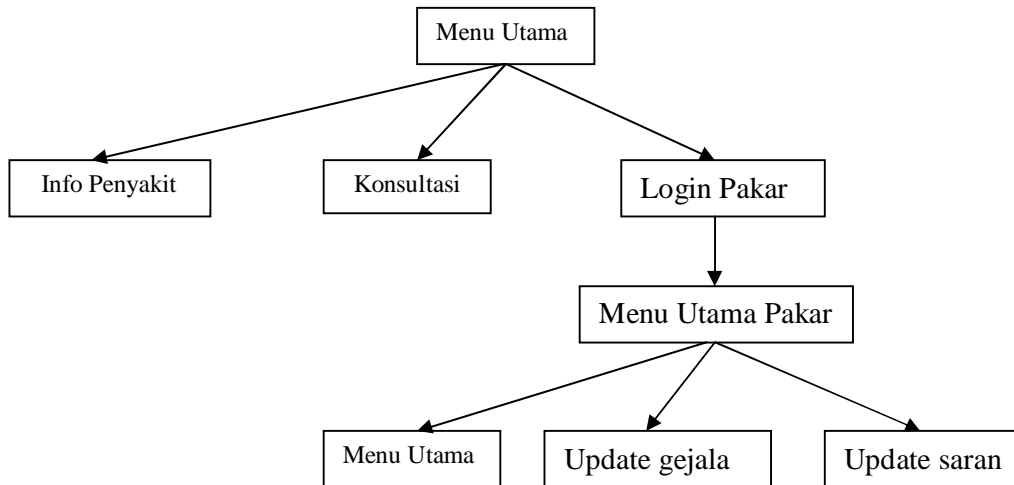 Menu Utama
Info Penyakit
Konsultasi
Login Pakar
Menu Utama Pakar
Menu Utama
Update gejala
Update saran